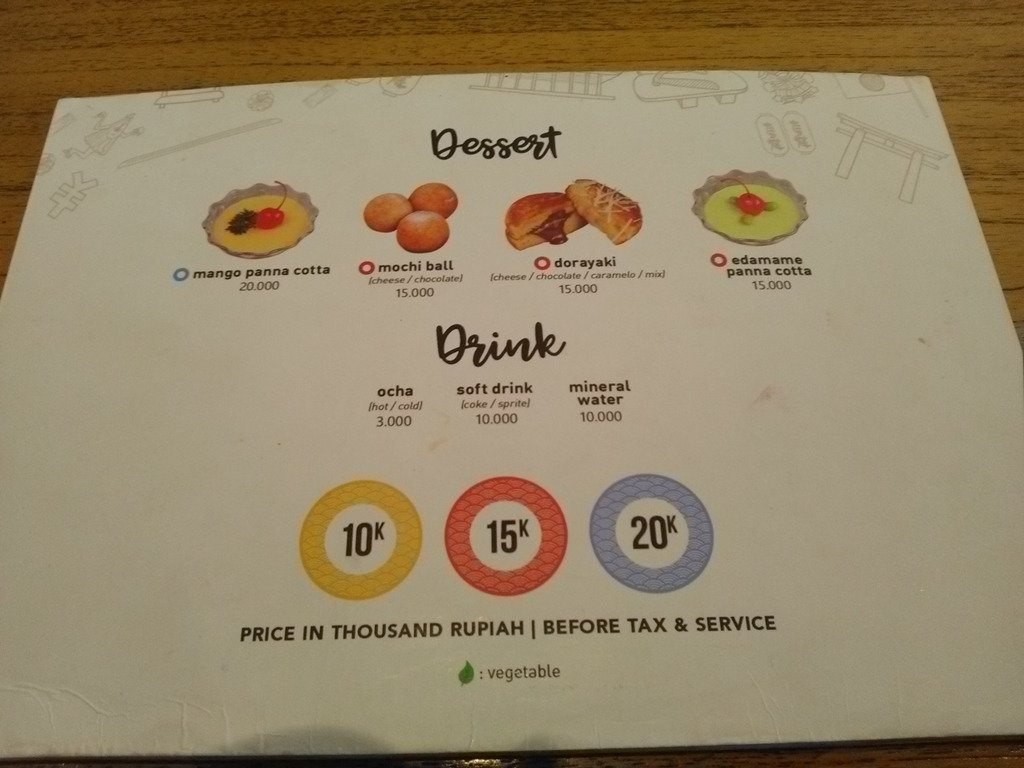 Dessert
mango panna cotta
20.000
mochi ball
[cheese / chocolate]
15.000
dorayaki
[cheese / chocolate / caramelo / mix]
15.000
edamame
panna cotta
15.000
Drink
ocha
[hot / cold]
3.000
soft drink
[coke / sprite]
10.000
mineral
water
10.000
10K
15K
20K
PRICE IN THOUSAND RUPIAH | BEFORE TAX & SERVICE
: vegetable